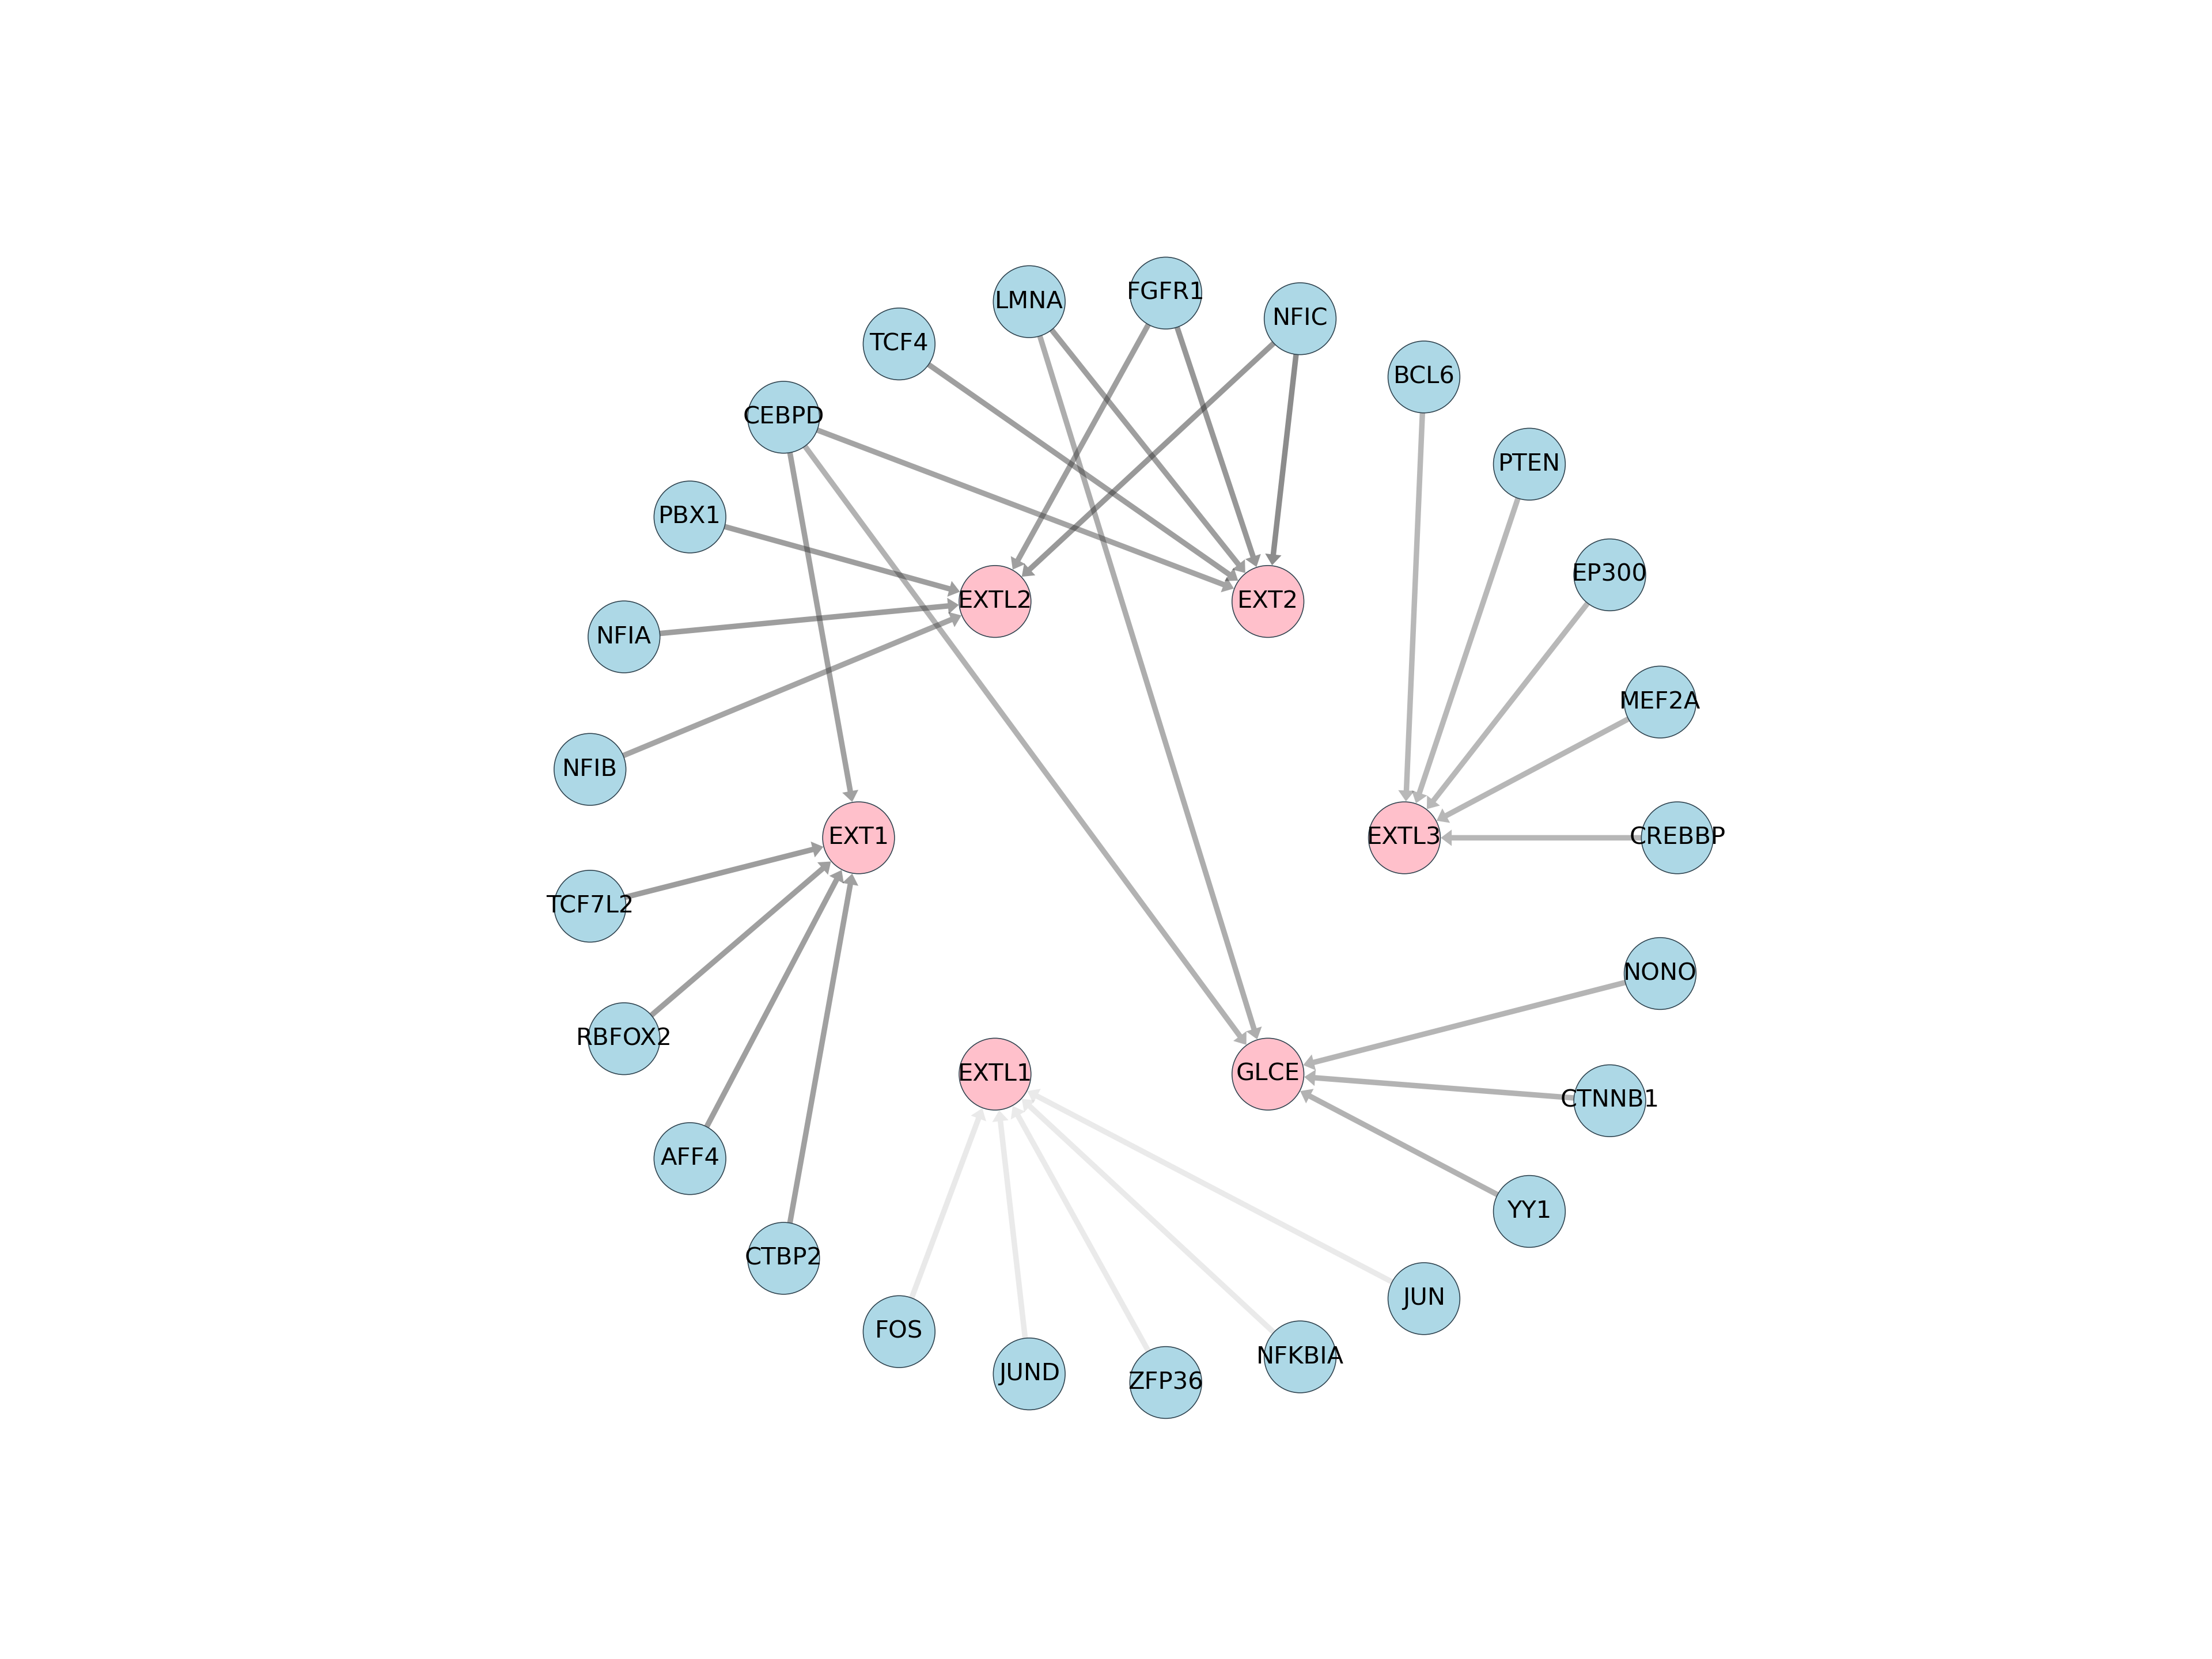 FGFR1
LMNA
NFIC
TCF4
BCL6
CEBPD
PTEN
PBX1
EP300
EXTL2
EXT2
NFIA
MEF2A
NFIB
EXT1
EXTL3
CREBBP
TCF7L2
NONO
RBFOX2
EXTL1
GLCE
CTNNB1
AFF4
YY1
CTBP2
JUN
FOS
NFKBIA
JUND
ZFP36